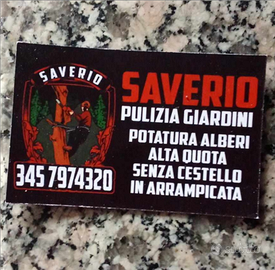 SAVERIO
345 7974320
SAVERIO
PULIZIA GIARDINI
POTATURA ALBERI
ALTA QUOTA
SENZA CESTELLO
IN ARRAMPICATA